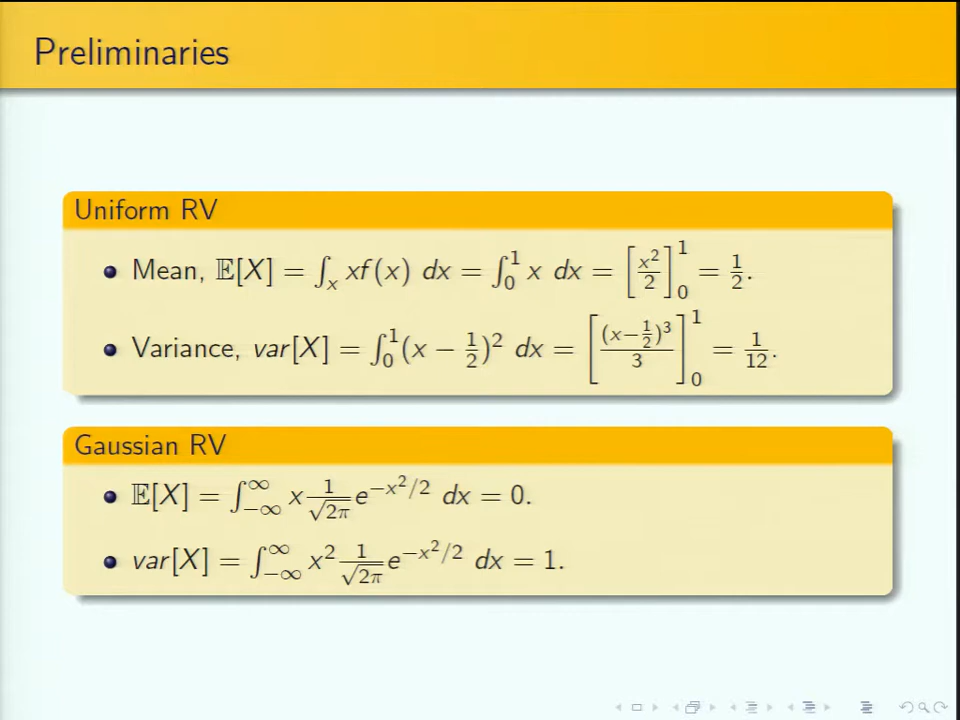 Preliminaries
Uniform RV
• Mean, 𝔼[X] = ∫ₓ xf(x) dx = ∫₀¹ x dx = [x²/2]₀¹ = 1/2.
• Variance, var[X] = ∫₀¹(x − 1/2)² dx = [(x−1/2)³/3]₀¹ = 1/12.
Gaussian RV
• 𝔼[X] = ∫_{−∞}^{∞} x 1/√2π e^{−x²/2} dx = 0.
• var[X] = ∫_{−∞}^{∞} x² 1/√2π e^{−x²/2} dx = 1.